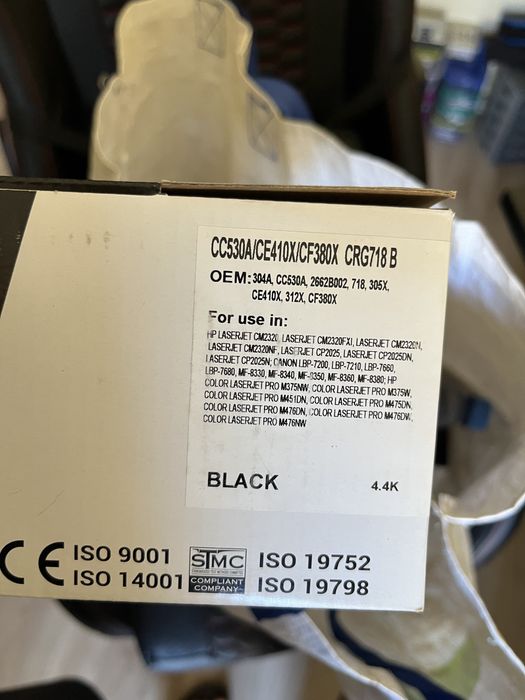 CC530A/CE410X/CF380X CRG718 B
OEM: 304A, CC530A, 2662B002, 718, 305X,
CE410X, 312X, CF380X
For use in:
HP LASERJET CM2320, LASERJET CM2320FXI, LASERJET CM2320N,
LASERJET CM2320NF, LASERJET CP2025, LASERJET CP2025DN,
LASERJET CP2025N; CANON LBP-7200, LBP-7210, LBP-7660,
LBP-7680, MF-8330, MF-8340, MF-8350, MF-8360, MF-8380; HP
COLOR LASERJET PRO M375NW, COLOR LASERJET PRO M375W,
COLOR LASERJET PRO M451DN, COLOR LASERJET PRO M475DN,
COLOR LASERJET PRO M476DN, COLOR LASERJET PRO M476DW,
COLOR LASERJET PRO M476NW
BLACK 4.4K
CE ISO 9001 STMC ISO 19752
ISO 14001 COMPLIANT COMPANY ISO 19798